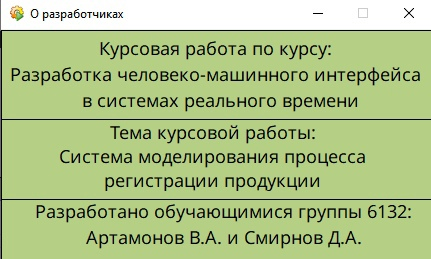 О разработчиках
Курсовая работа по курсу:
Разработка человеко-машинного интерфейса
в системах реального времени
Тема курсовой работы:
Система моделирования процесса
регистрации продукции
Разработано обучающимися группы 6132:
Артамонов В.А. и Смирнов Д.А.